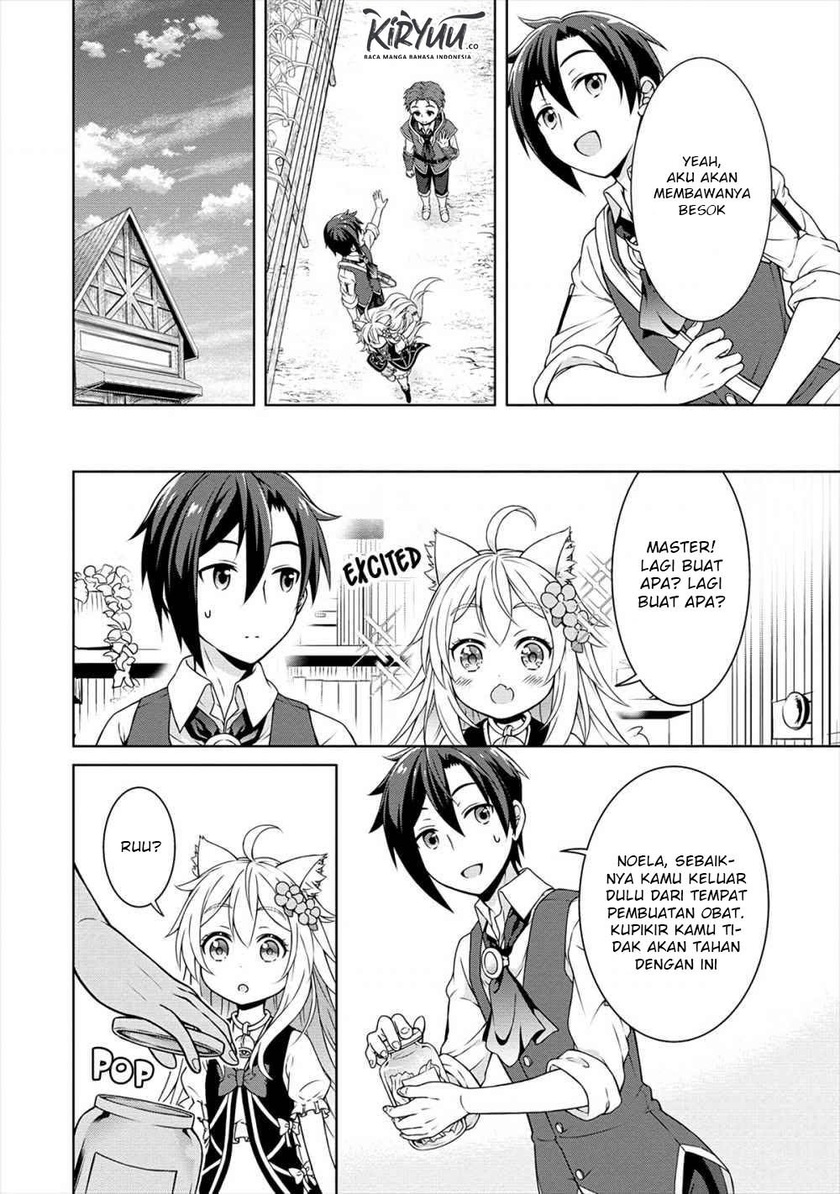 KiRYUU.co
BACA MANGA BAHASA INDONESIA
YEAH,
AKU AKAN
MEMBAWANYA
BESOK
MASTER!
LAGI BUAT
APA? LAGI
BUAT APA?
EXCITED
NOELA, SEBAIK-
NYA KAMU KELUAR
DULU DARI TEMPAT
PEMBUATAN OBAT.
KUPIKIR KAMU TI-
DAK AKAN TAHAN
DENGAN INI
RUU?
POP